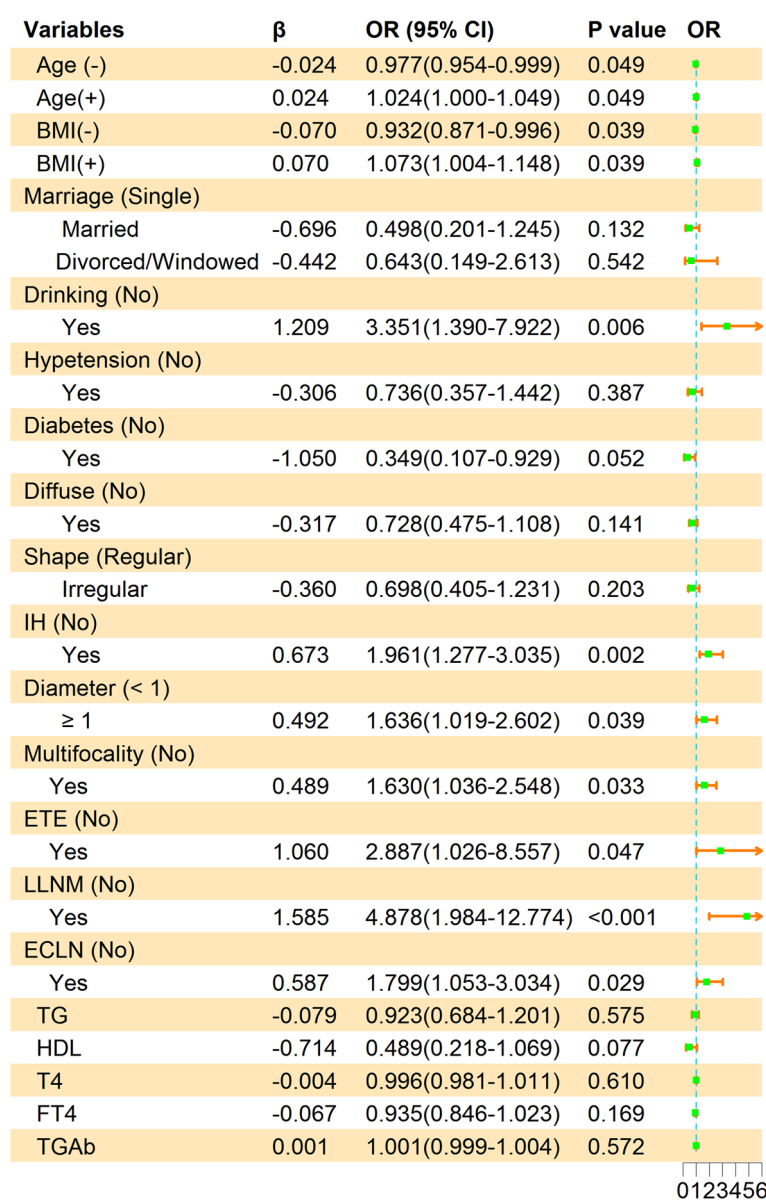 Variables β OR (95% CI) P value OR
Age (-) -0.024 0.977(0.954-0.999) 0.049
Age(+) 0.024 1.024(1.000-1.049) 0.049
BMI(-) -0.070 0.932(0.871-0.996) 0.039
BMI(+) 0.070 1.073(1.004-1.148) 0.039
Marriage (Single)
Married -0.696 0.498(0.201-1.245) 0.132
Divorced/Windowed -0.442 0.643(0.149-2.613) 0.542
Drinking (No)
Yes 1.209 3.351(1.390-7.922) 0.006
Hypetension (No)
Yes -0.306 0.736(0.357-1.442) 0.387
Diabetes (No)
Yes -1.050 0.349(0.107-0.929) 0.052
Diffuse (No)
Yes -0.317 0.728(0.475-1.108) 0.141
Shape (Regular)
Irregular -0.360 0.698(0.405-1.231) 0.203
IH (No)
Yes 0.673 1.961(1.277-3.035) 0.002
Diameter (< 1)
≥ 1 0.492 1.636(1.019-2.602) 0.039
Multifocality (No)
Yes 0.489 1.630(1.036-2.548) 0.033
ETE (No)
Yes 1.060 2.887(1.026-8.557) 0.047
LLNM (No)
Yes 1.585 4.878(1.984-12.774) <0.001
ECLN (No)
Yes 0.587 1.799(1.053-3.034) 0.029
TG -0.079 0.923(0.684-1.201) 0.575
HDL -0.714 0.489(0.218-1.069) 0.077
T4 -0.004 0.996(0.981-1.011) 0.610
FT4 -0.067 0.935(0.846-1.023) 0.169
TGAb 0.001 1.001(0.999-1.004) 0.572
0123456